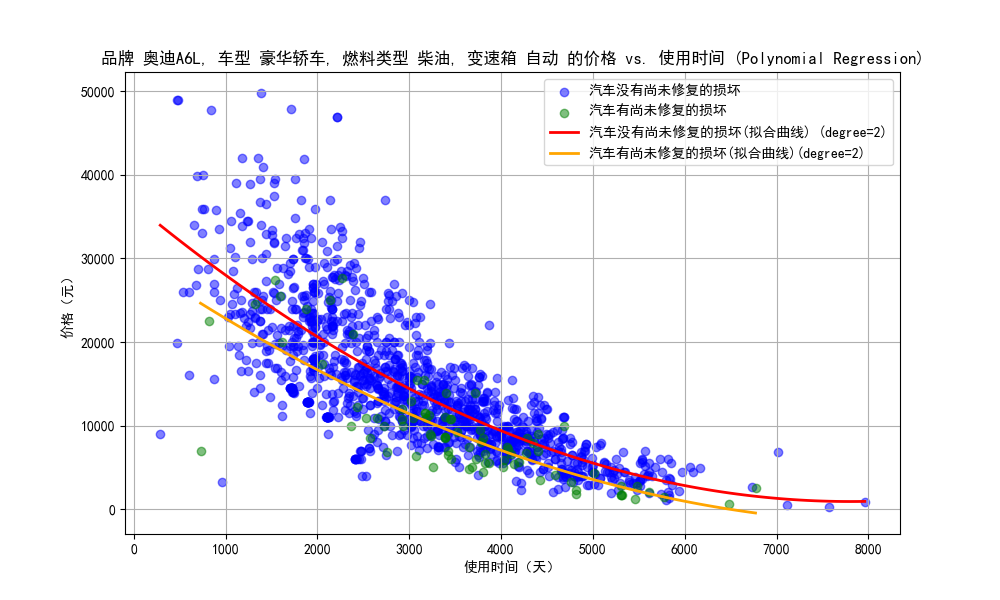 品牌 奥迪A6L, 车型 豪华轿车, 燃料类型 柴油, 变速箱 自动 的价格 vs. 使用时间 (Polynomial Regression)
汽车没有尚未修复的损坏
汽车有尚未修复的损坏
汽车没有尚未修复的损坏(拟合曲线) (degree=2)
汽车有尚未修复的损坏(拟合曲线)(degree=2)
价格（元）
50000
40000
30000
20000
10000
0
0 1000 2000 3000 4000 5000 6000 7000 8000
使用时间（天）